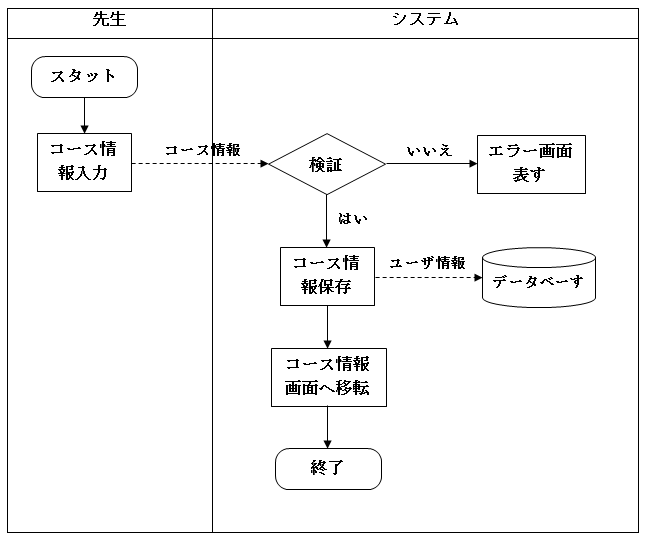 先生
システム
スタット
コース情
報入力
コース情報
検証
いいえ
エラー画面
表す
はい
コース情
報保存
ユーザ情報
データベーす
コース情報
画面へ移転
終了